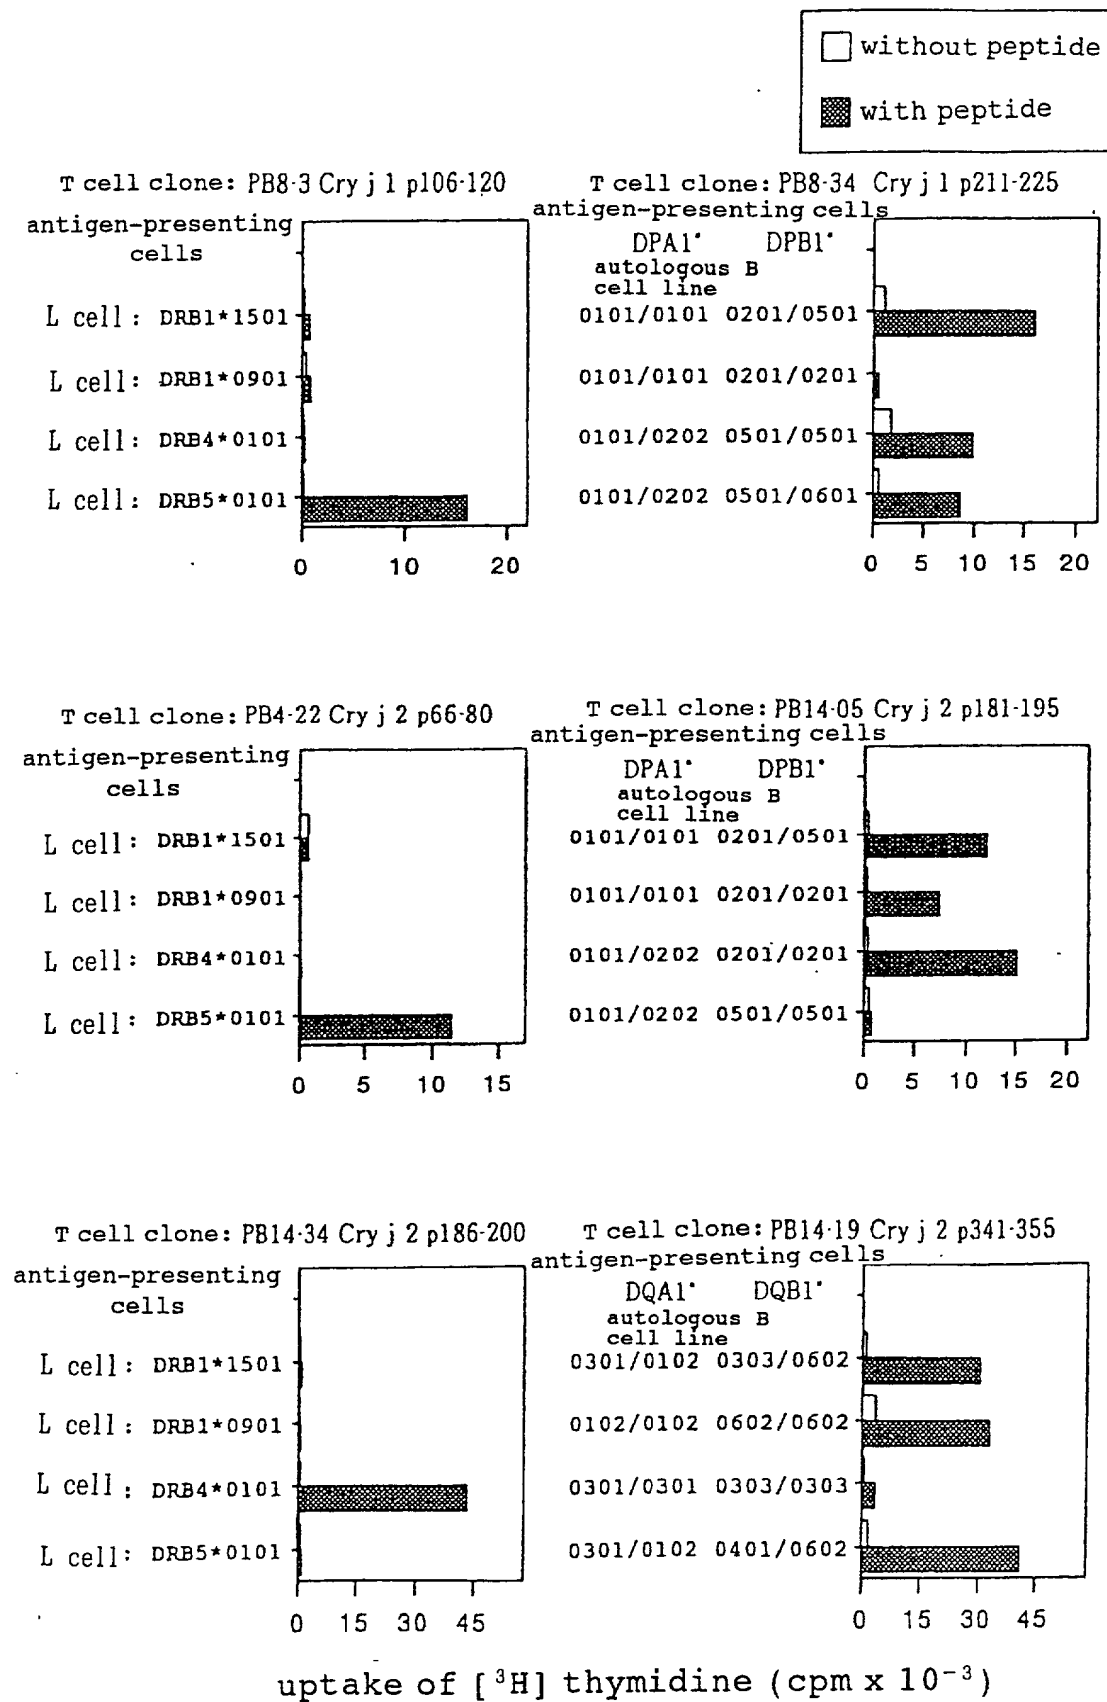 without peptide
with peptide
T cell clone: PB8-3 Cry j 1 p106-120
antigen-presenting
cells
L cell: DRB1*1501
L cell: DRB1*0901
L cell: DRB4*0101
L cell: DRB5*0101
0 10 20
T cell clone: PB8-34 Cry j 1 p211-225
antigen-presenting cells
DPA1* DPB1*
autologous B
cell line
0101/0101 0201/0501
0101/0101 0201/0201
0101/0202 0501/0501
0101/0202 0501/0601
0 5 10 15 20
T cell clone: PB4-22 Cry j 2 p66-80
antigen-presenting
cells
L cell: DRB1*1501
L cell: DRB1*0901
L cell: DRB4*0101
L cell: DRB5*0101
0 5 10 15
T cell clone: PB14-05 Cry j 2 p181-195
antigen-presenting cells
DPA1* DPB1*
autologous B
cell line
0101/0101 0201/0501
0101/0101 0201/0201
0101/0202 0201/0201
0101/0202 0501/0501
0 5 10 15 20
T cell clone: PB14-34 Cry j 2 p186-200
antigen-presenting
cells
L cell: DRB1*1501
L cell: DRB1*0901
L cell: DRB4*0101
L cell: DRB5*0101
0 15 30 45
T cell clone: PB14-19 Cry j 2 p341-355
antigen-presenting cells
DQA1* DQB1*
autologous B
cell line
0301/0102 0303/0602
0102/0102 0602/0602
0301/0301 0303/0303
0301/0102 0401/0602
0 15 30 45
uptake of [³H] thymidine (cpm x 10⁻³)